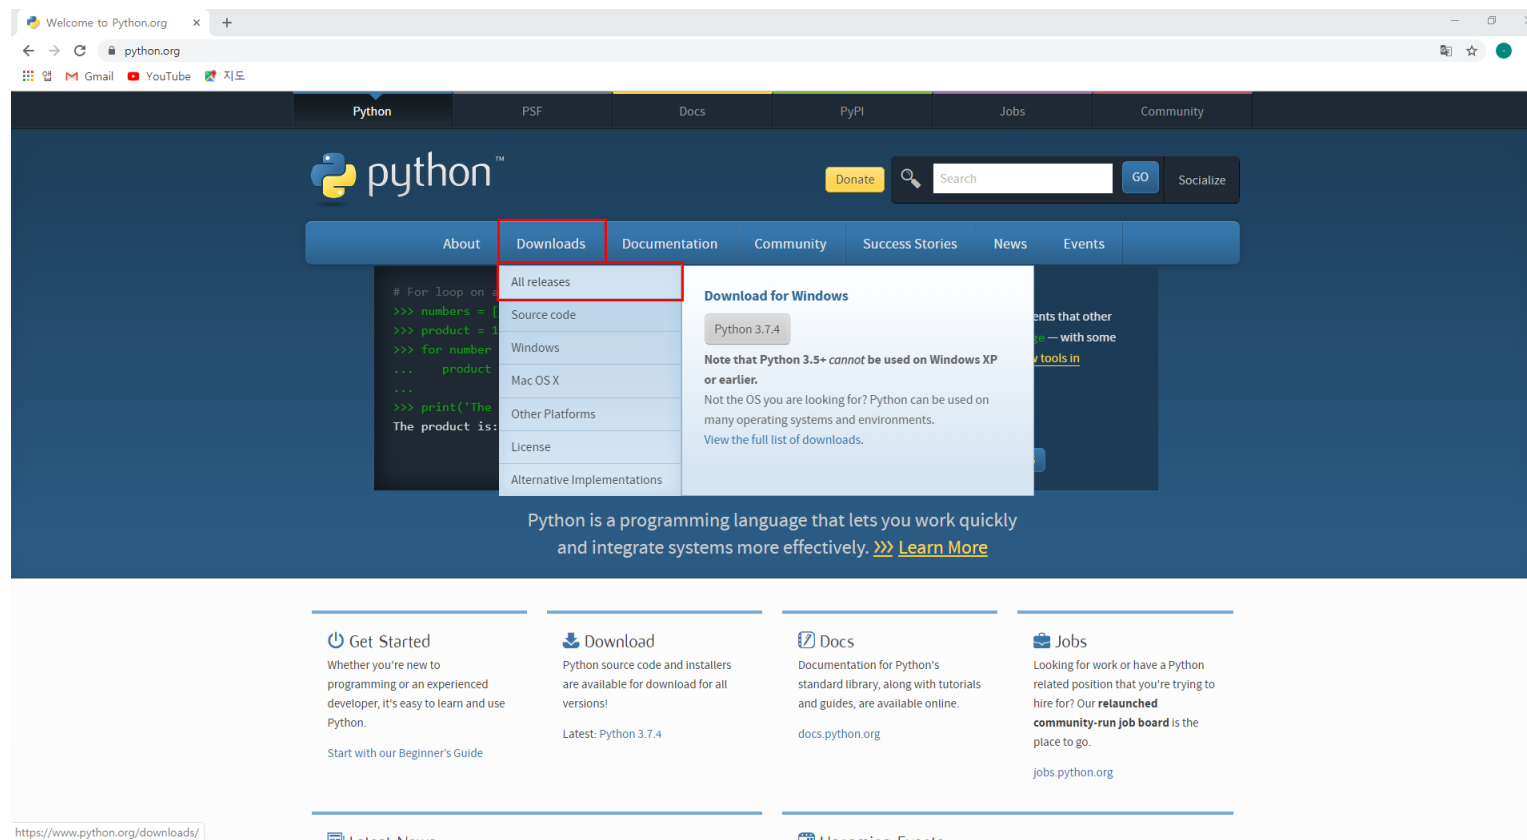 Welcome to Python.org
python.org
앱 Gmail YouTube 지도
Python PSF Docs PyPI Jobs Community
python™
Donate Search GO Socialize
About Downloads Documentation Community Success Stories News Events
All releases
Source code
Windows
Mac OS X
Other Platforms
License
Alternative Implementations
Download for Windows
Python 3.7.4
Note that Python 3.5+ cannot be used on Windows XP
or earlier.
Not the OS you are looking for? Python can be used on
many operating systems and environments.
View the full list of downloads.
# For loop on a
>>> numbers = [
>>> product = 1
>>> for number
... product
...
>>> print('The
The product is:
that other
— with some
tools in
Python is a programming language that lets you work quickly
and integrate systems more effectively. >>> Learn More
Get Started
Whether you're new to
programming or an experienced
developer, it's easy to learn and use
Python.
Start with our Beginner's Guide
Download
Python source code and installers
are available for download for all
versions!
Latest: Python 3.7.4
Docs
Documentation for Python's
standard library, along with tutorials
and guides, are available online.
docs.python.org
Jobs
Looking for work or have a Python
related position that you're trying to
hire for? Our relaunched
community-run job board is the
place to go.
jobs.python.org
Latest News
Upcoming Events
https://www.python.org/downloads/